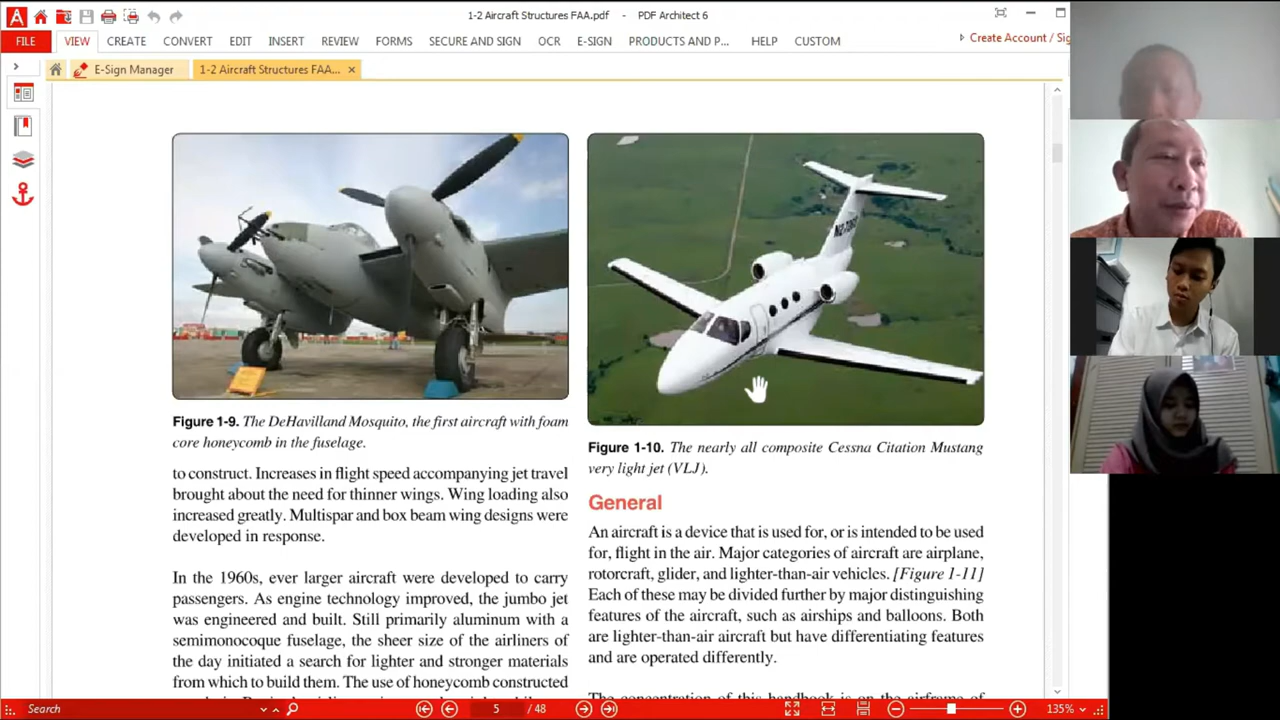 1-2 Aircraft Structures FAA.pdf - PDF Architect 6
FILE VIEW CREATE CONVERT EDIT INSERT REVIEW FORMS SECURE AND SIGN OCR E-SIGN PRODUCTS AND P... HELP CUSTOM Create Account / Sig
E-Sign Manager 1-2 Aircraft Structures FAA... ×
Figure 1-9. The DeHavilland Mosquito, the first aircraft with foam
core honeycomb in the fuselage.
to construct. Increases in flight speed accompanying jet travel
brought about the need for thinner wings. Wing loading also
increased greatly. Multispar and box beam wing designs were
developed in response.
In the 1960s, ever larger aircraft were developed to carry
passengers. As engine technology improved, the jumbo jet
was engineered and built. Still primarily aluminum with a
semimonocoque fuselage, the sheer size of the airliners of
the day initiated a search for lighter and stronger materials
from which to build them. The use of honeycomb constructed
Figure 1-10. The nearly all composite Cessna Citation Mustang
very light jet (VLJ).
General
An aircraft is a device that is used for, or is intended to be used
for, flight in the air. Major categories of aircraft are airplane,
rotorcraft, glider, and lighter-than-air vehicles. [Figure 1-11]
Each of these may be divided further by major distinguishing
features of the aircraft, such as airships and balloons. Both
are lighter-than-air aircraft but have differentiating features
and are operated differently.
The concentration of this handbook is on the airframe of
Search 5 / 48 135%